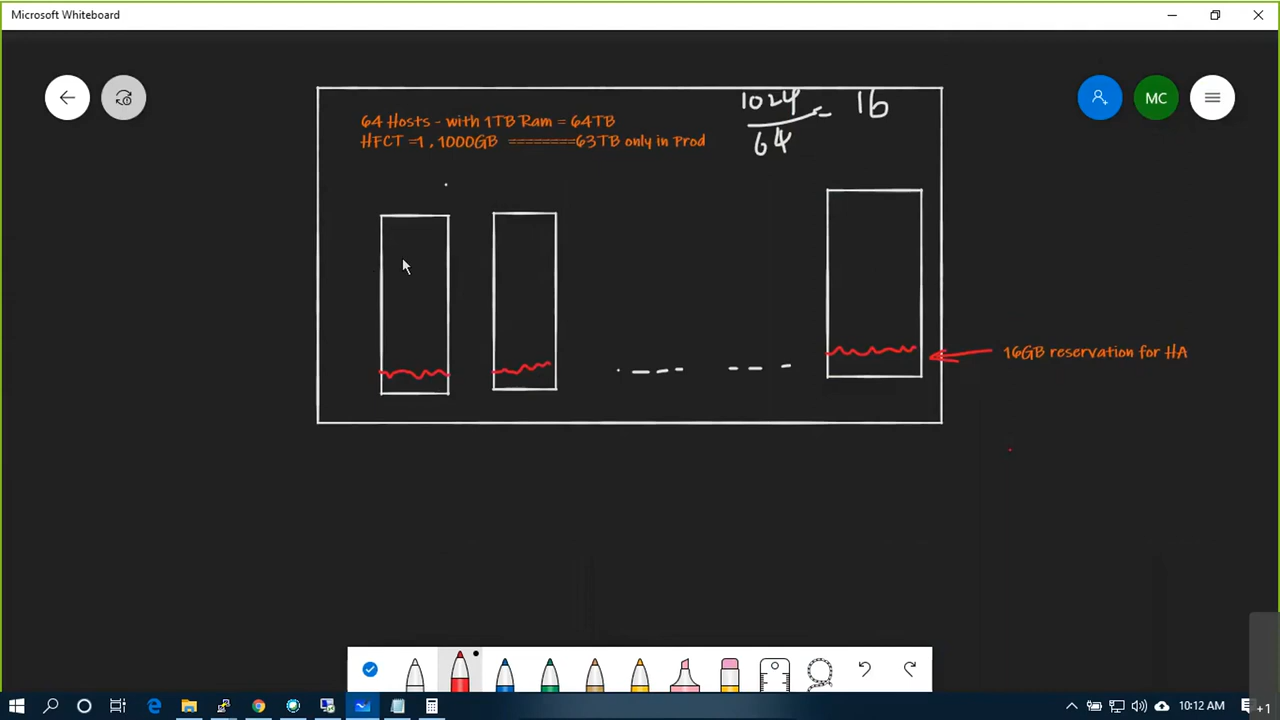 Microsoft Whiteboard
MC
64 Hosts - with 1TB Ram = 64TB
HFCT =1 , 1000GB ========63TB only in Prod
1024
64
= 16
16GB reservation for HA
10:12 AM
+1